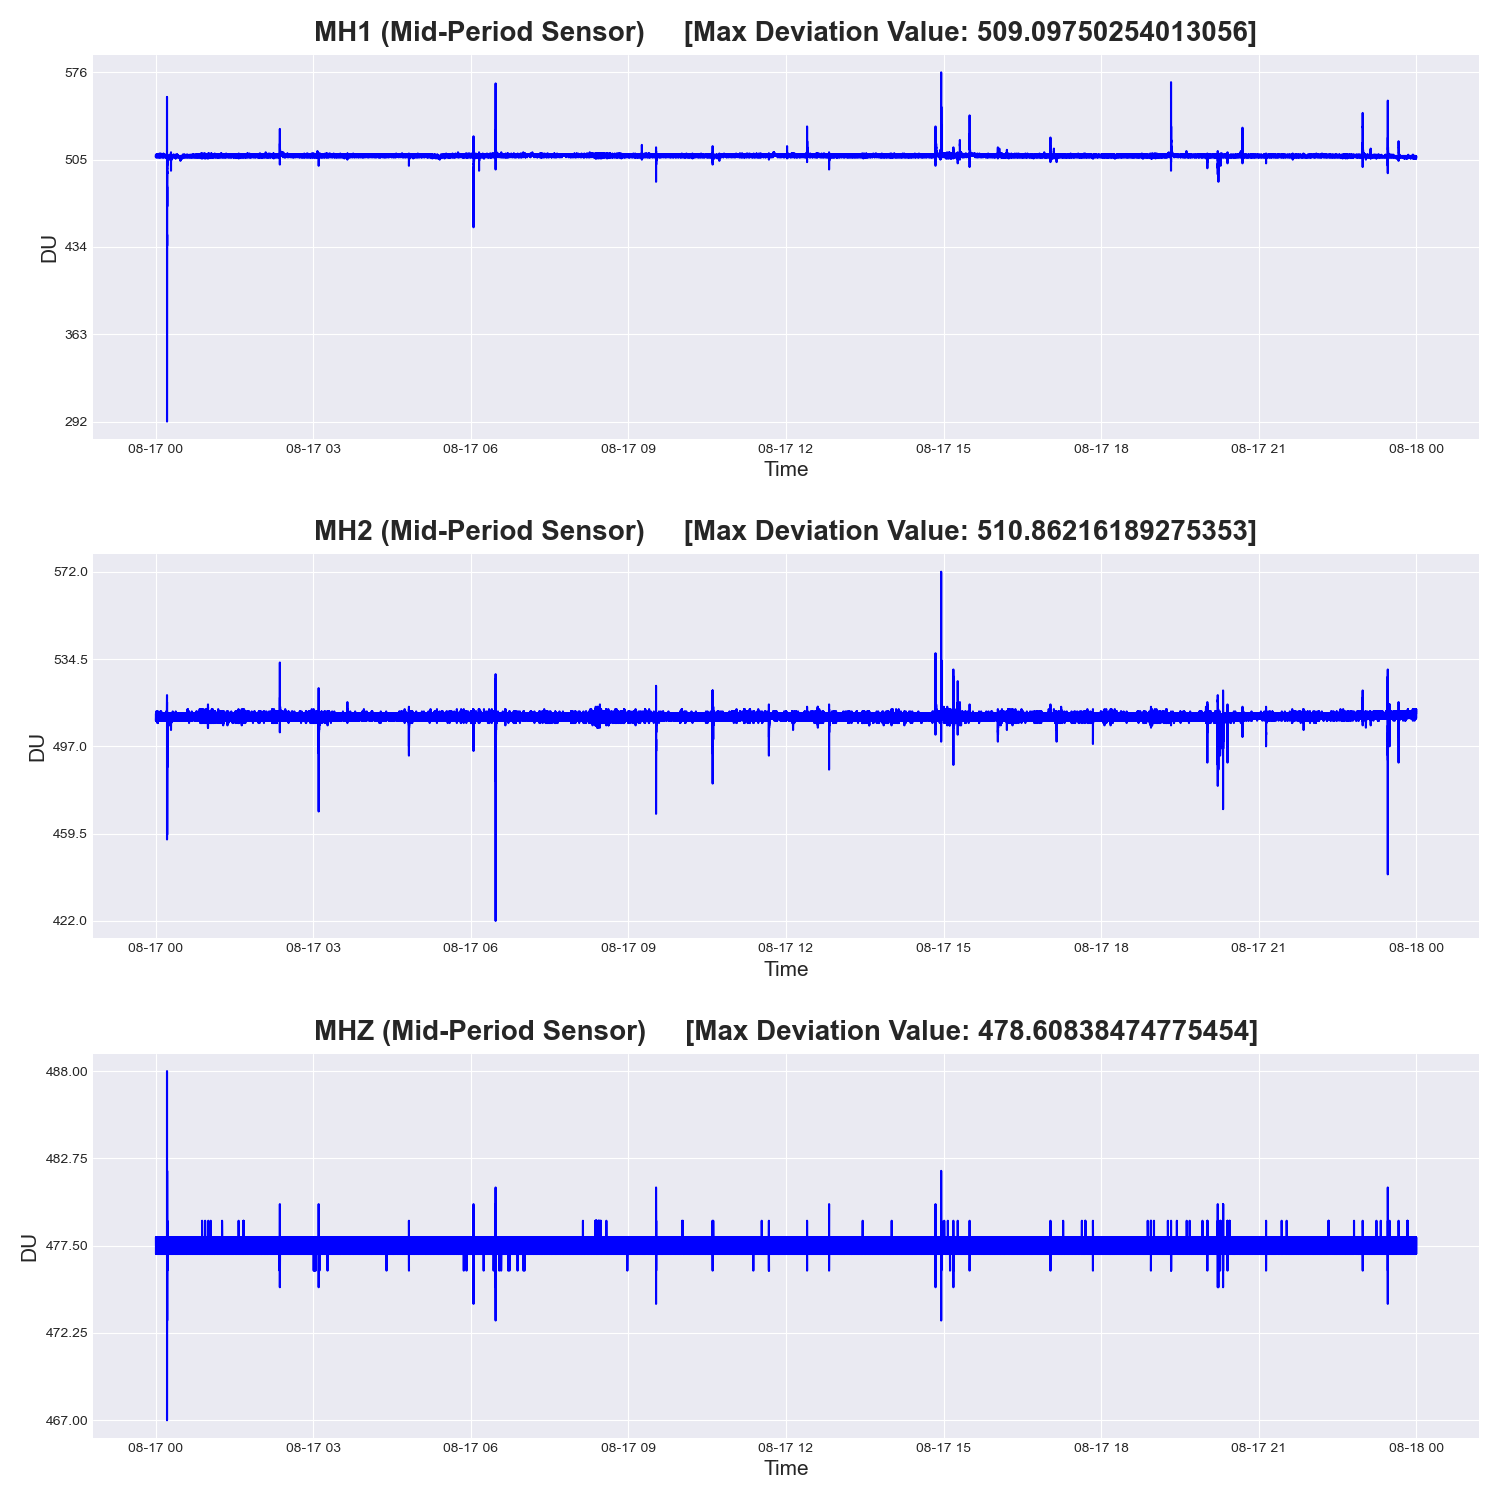 MH1 (Mid-Period Sensor) [Max Deviation Value: 509.09750254013056]
576
505
434
363
292
DU
08-17 00 08-17 03 08-17 06 08-17 09 08-17 12 08-17 15 08-17 18 08-17 21 08-18 00
Time
MH2 (Mid-Period Sensor) [Max Deviation Value: 510.86216189275353]
572.0
534.5
497.0
459.5
422.0
DU
08-17 00 08-17 03 08-17 06 08-17 09 08-17 12 08-17 15 08-17 18 08-17 21 08-18 00
Time
MHZ (Mid-Period Sensor) [Max Deviation Value: 478.60838474775454]
488.00
482.75
477.50
472.25
467.00
DU
08-17 00 08-17 03 08-17 06 08-17 09 08-17 12 08-17 15 08-17 18 08-17 21 08-18 00
Time